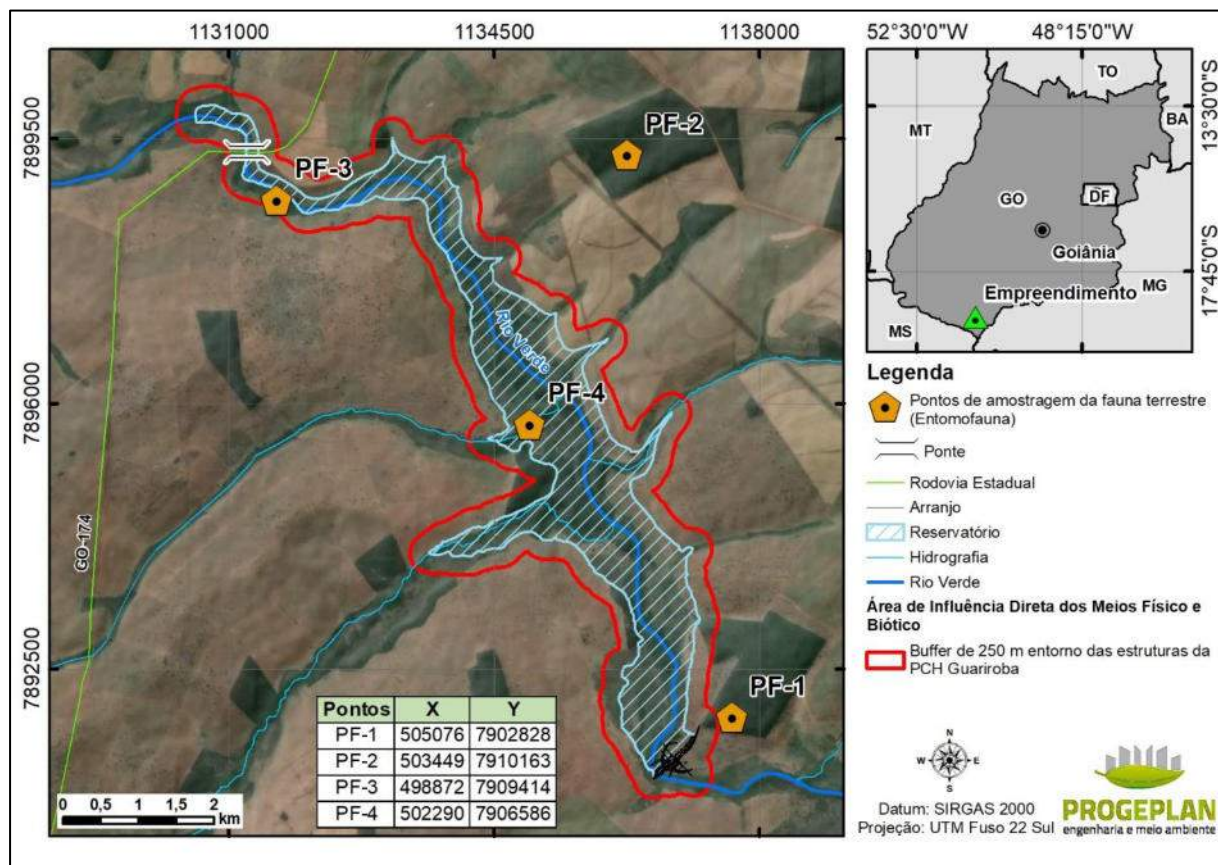 1131000 1134500 1138000
7899500
7896000
7892500
PF-2
PF-3
Rio Verde
PF-4
GO-174
PF-1
Pontos X Y
PF-1 505076 7902828
PF-2 503449 7910163
PF-3 498872 7909414
PF-4 502290 7906586
0 0,5 1 1,5 2
km
52°30'0"W 48°15'0"W
13°30'0"S
17°45'0"S
TO
BA
MT
GO
DF
Goiânia
Empreendimento
MG
MS
Legenda
Pontos de amostragem da fauna terrestre
(Entomofauna)
Ponte
Rodovia Estadual
Arranjo
Reservatório
Hidrografia
Rio Verde
Área de Influência Direta dos Meios Físico e
Biótico
Buffer de 250 m entorno das estruturas da
PCH Guariroba
N
W E
S
Datum: SIRGAS 2000
Projeção: UTM Fuso 22 Sul
PROGEPLAN
engenharia e meio ambiente